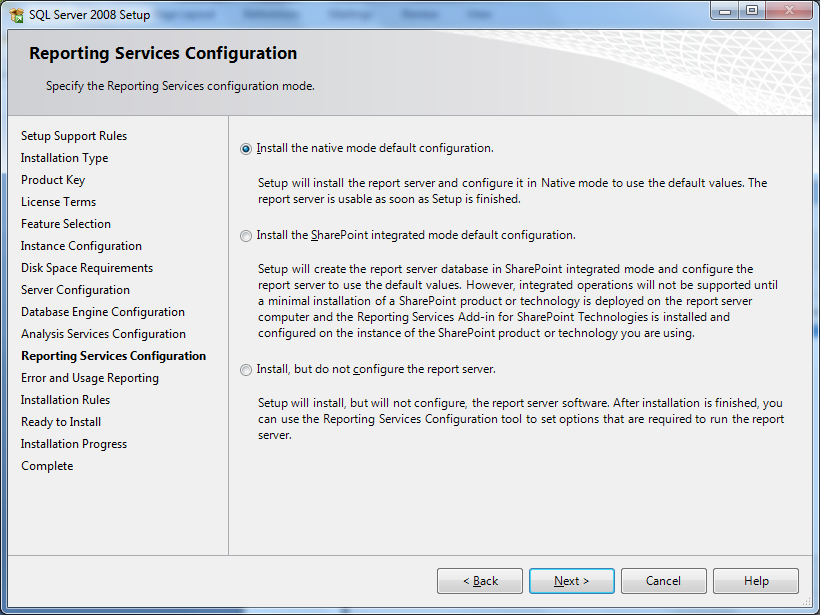 SQL Server 2008 Setup
Reporting Services Configuration
Specify the Reporting Services configuration mode.
Setup Support Rules
Installation Type
Product Key
License Terms
Feature Selection
Instance Configuration
Disk Space Requirements
Server Configuration
Database Engine Configuration
Analysis Services Configuration
Reporting Services Configuration
Error and Usage Reporting
Installation Rules
Ready to Install
Installation Progress
Complete
Install the native mode default configuration.
Setup will install the report server and configure it in Native mode to use the default values. The
report server is usable as soon as Setup is finished.
Install the SharePoint integrated mode default configuration.
Setup will create the report server database in SharePoint integrated mode and configure the
report server to use the default values. However, integrated operations will not be supported until
a minimal installation of a SharePoint product or technology is deployed on the report server
computer and the Reporting Services Add-in for SharePoint Technologies is installed and
configured on the instance of the SharePoint product or technology you are using.
Install, but do not configure the report server.
Setup will install, but will not configure, the report server software. After installation is finished, you
can use the Reporting Services Configuration tool to set options that are required to run the report
server.
< Back
Next >
Cancel
Help